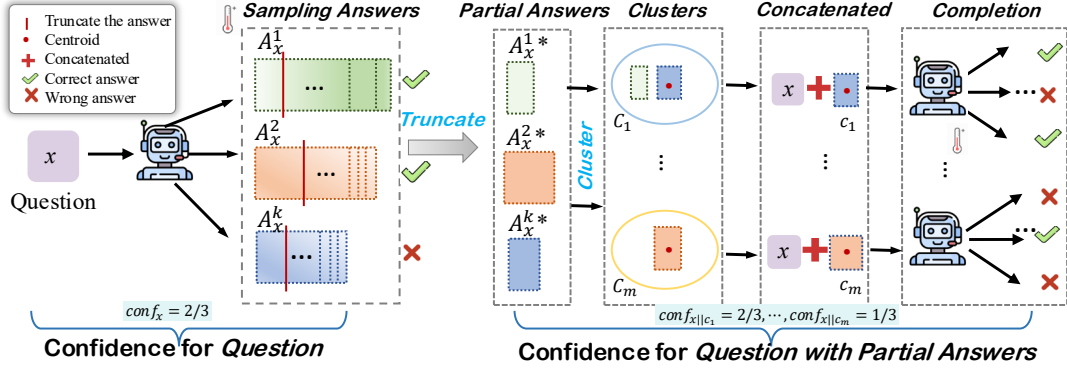 Truncate the answer
Centroid
Concatenated
Correct answer
Wrong answer
x
Question
Sampling Answers
A_x^1
...
A_x^2
...
A_x^k
...
Truncate
Partial Answers
A_x^1*
A_x^2*
A_x^k*
Cluster
Clusters
C_1
⋮
C_m
Concatenated
x
c_1
⋮
x
c_m
Completion
...
⋮
...
conf_x = 2/3
Confidence for Question
conf_{x||c_1} = 2/3, ⋯, conf_{x||c_m} = 1/3
Confidence for Question with Partial Answers